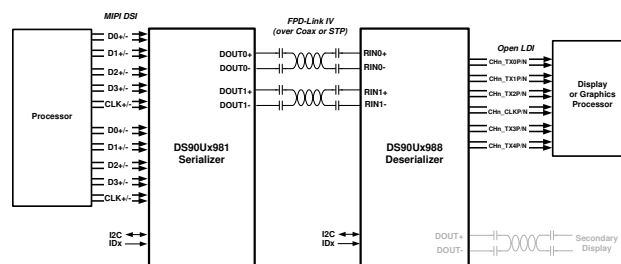 MIPI DSI
FPD-Link IV
(over Coax or STP)
Open LDI
Processor
D0+/-
D1+/-
D2+/-
D3+/-
CLK+/-
D0+/-
D1+/-
D2+/-
D3+/-
CLK+/-
I2C
IDx
DS90Ux981
Serializer
DOUT0+
DOUT0-
DOUT1+
DOUT1-
RIN0+
RIN0-
RIN1+
RIN1-
DS90Ux988
Deserializer
I2C
IDx
DOUT+
DOUT-
CHn_TX0P/N
CHn_TX1P/N
CHn_TX2P/N
CHn_CLKP/N
CHn_TX3P/N
CHn_TX4P/N
Display
or Graphics
Processor
Secondary
Display